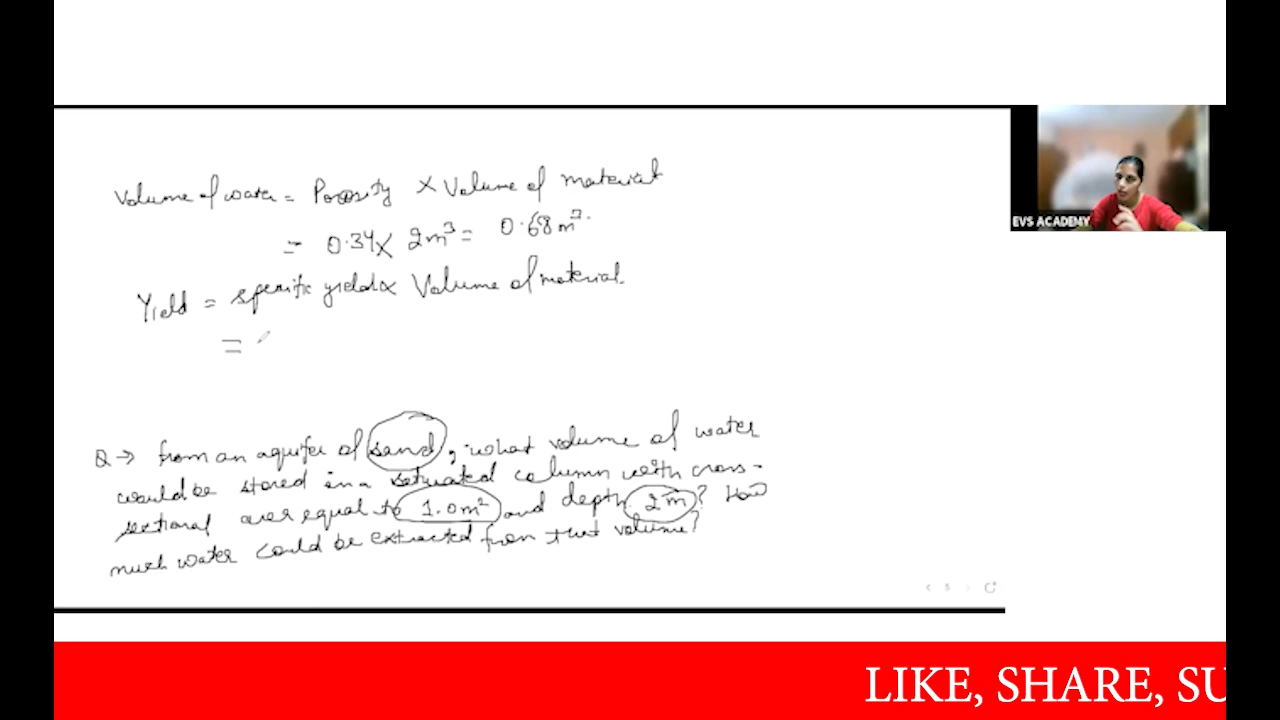 Volume of water = Porosity × Volume of material
= 0.34 × 2m³ = 0.68 m³.
Yield = specific yield × Volume of material.
=
EVS ACADEMY
Q → from an aquifer of sand, what volume of water
would be stored in a saturated column with cross-
sectional area equal to 1.0 m² and depth 2m? How
much water could be extracted from that volume?
5
LIKE, SHARE, SU